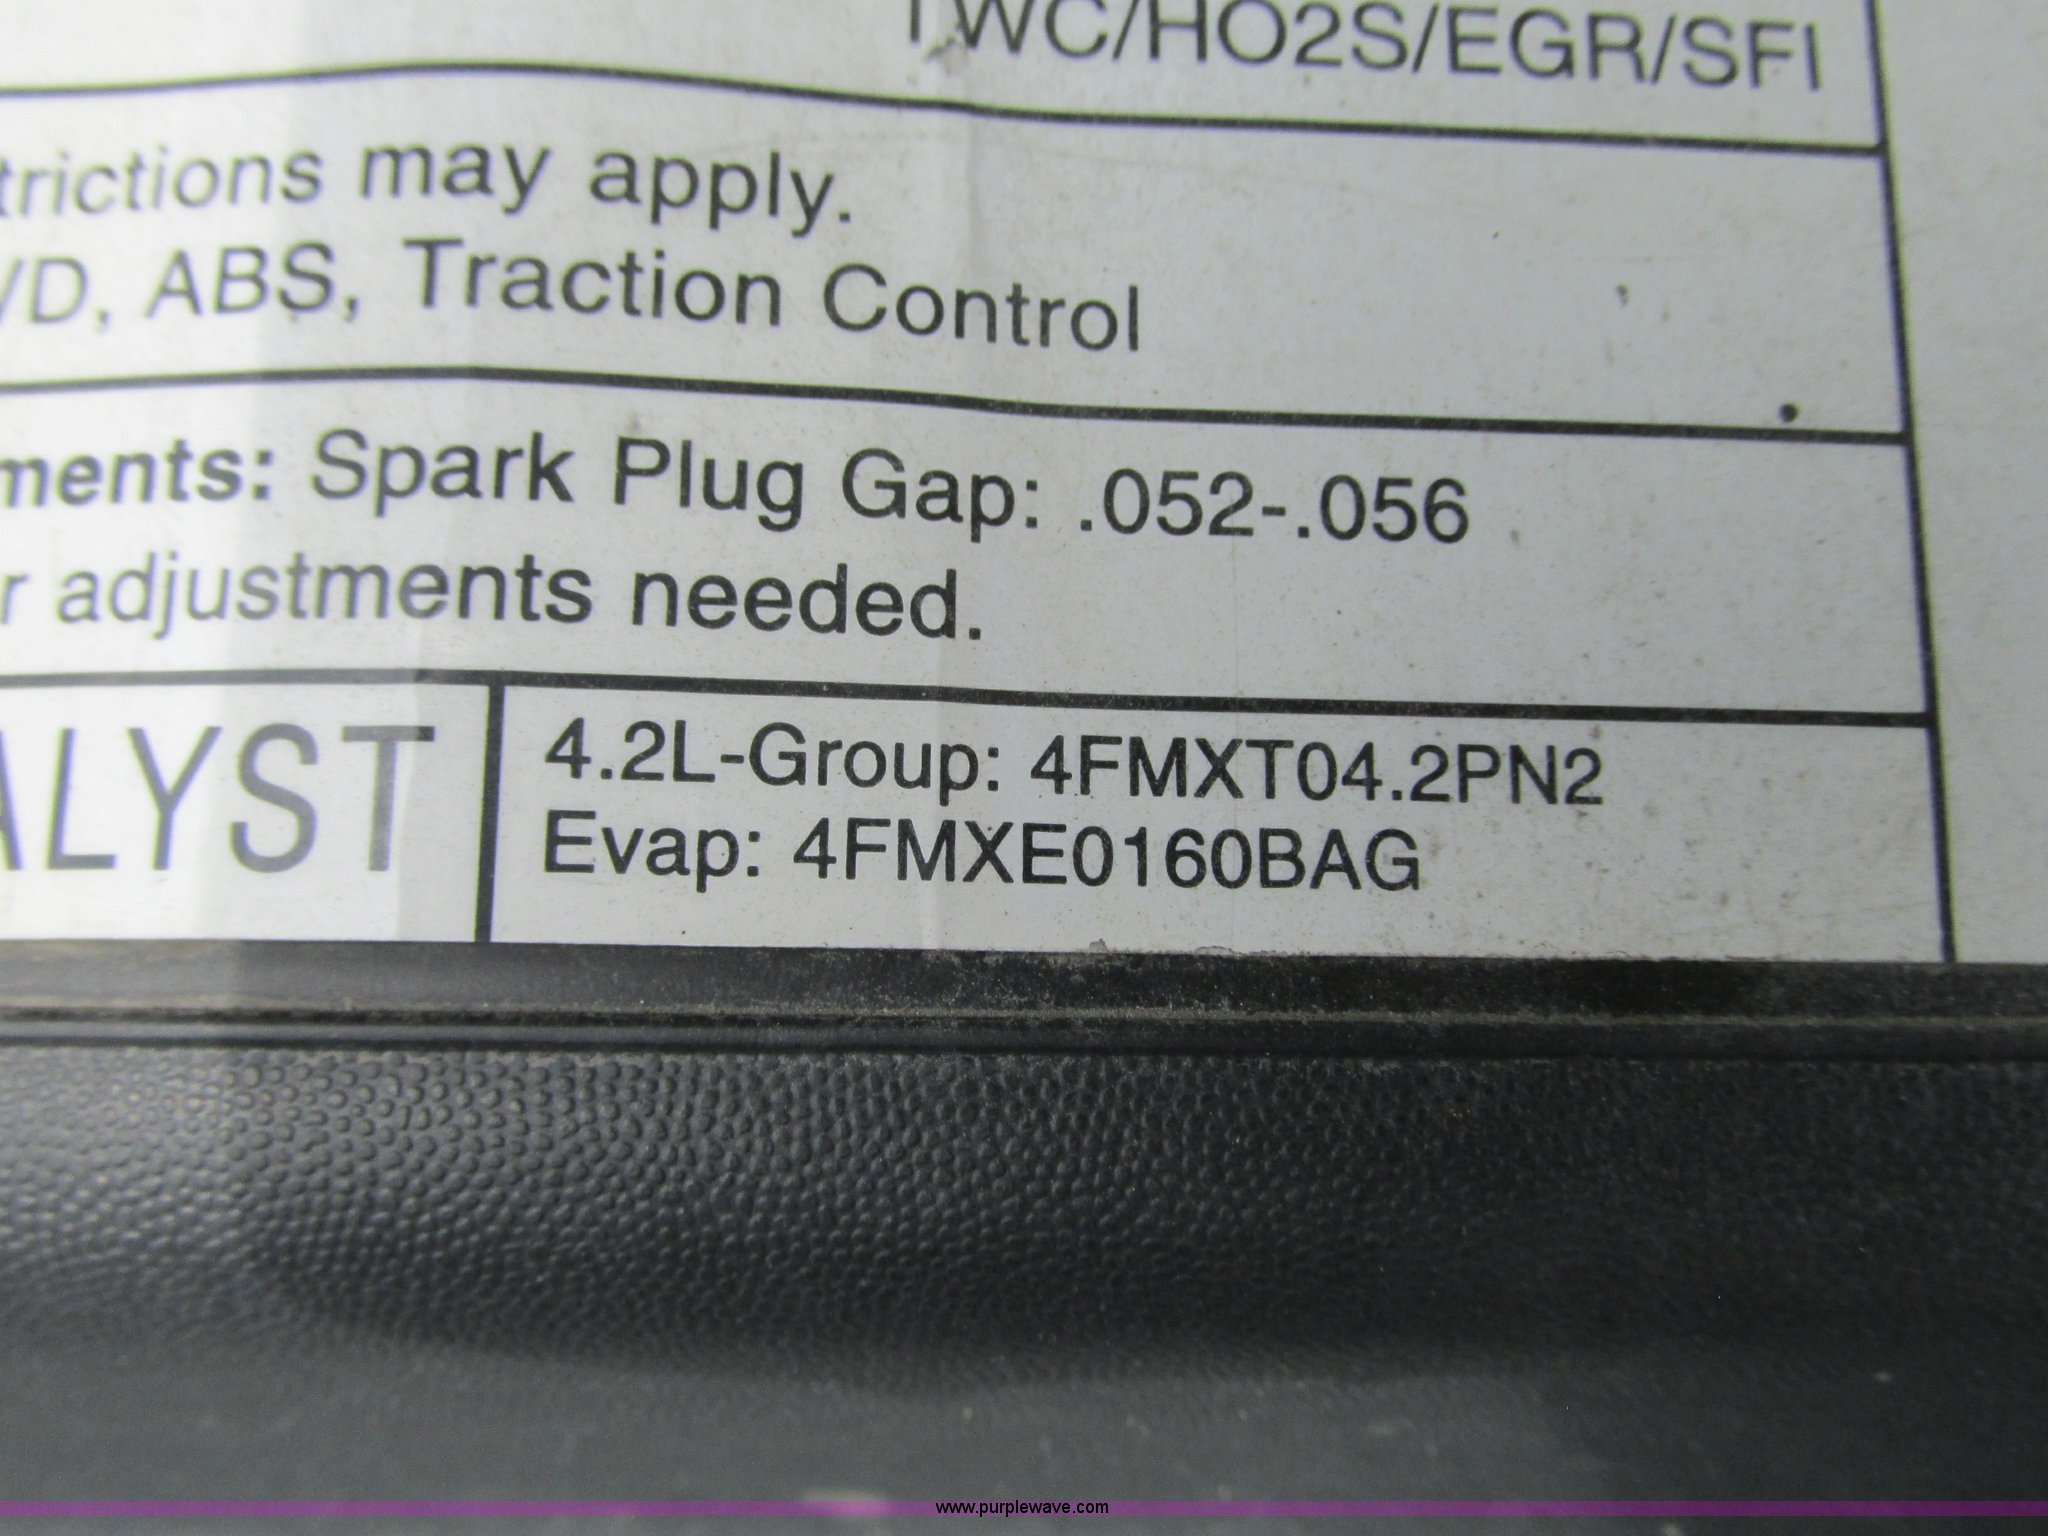 TWC/HO2S/EGR/SFI
trictions may apply.
/D, ABS, Traction Control
ments: Spark Plug Gap: .052-.056
r adjustments needed.
ALYST
4.2L-Group: 4FMXT04.2PN2
Evap: 4FMXE0160BAG
www.purplewave.com